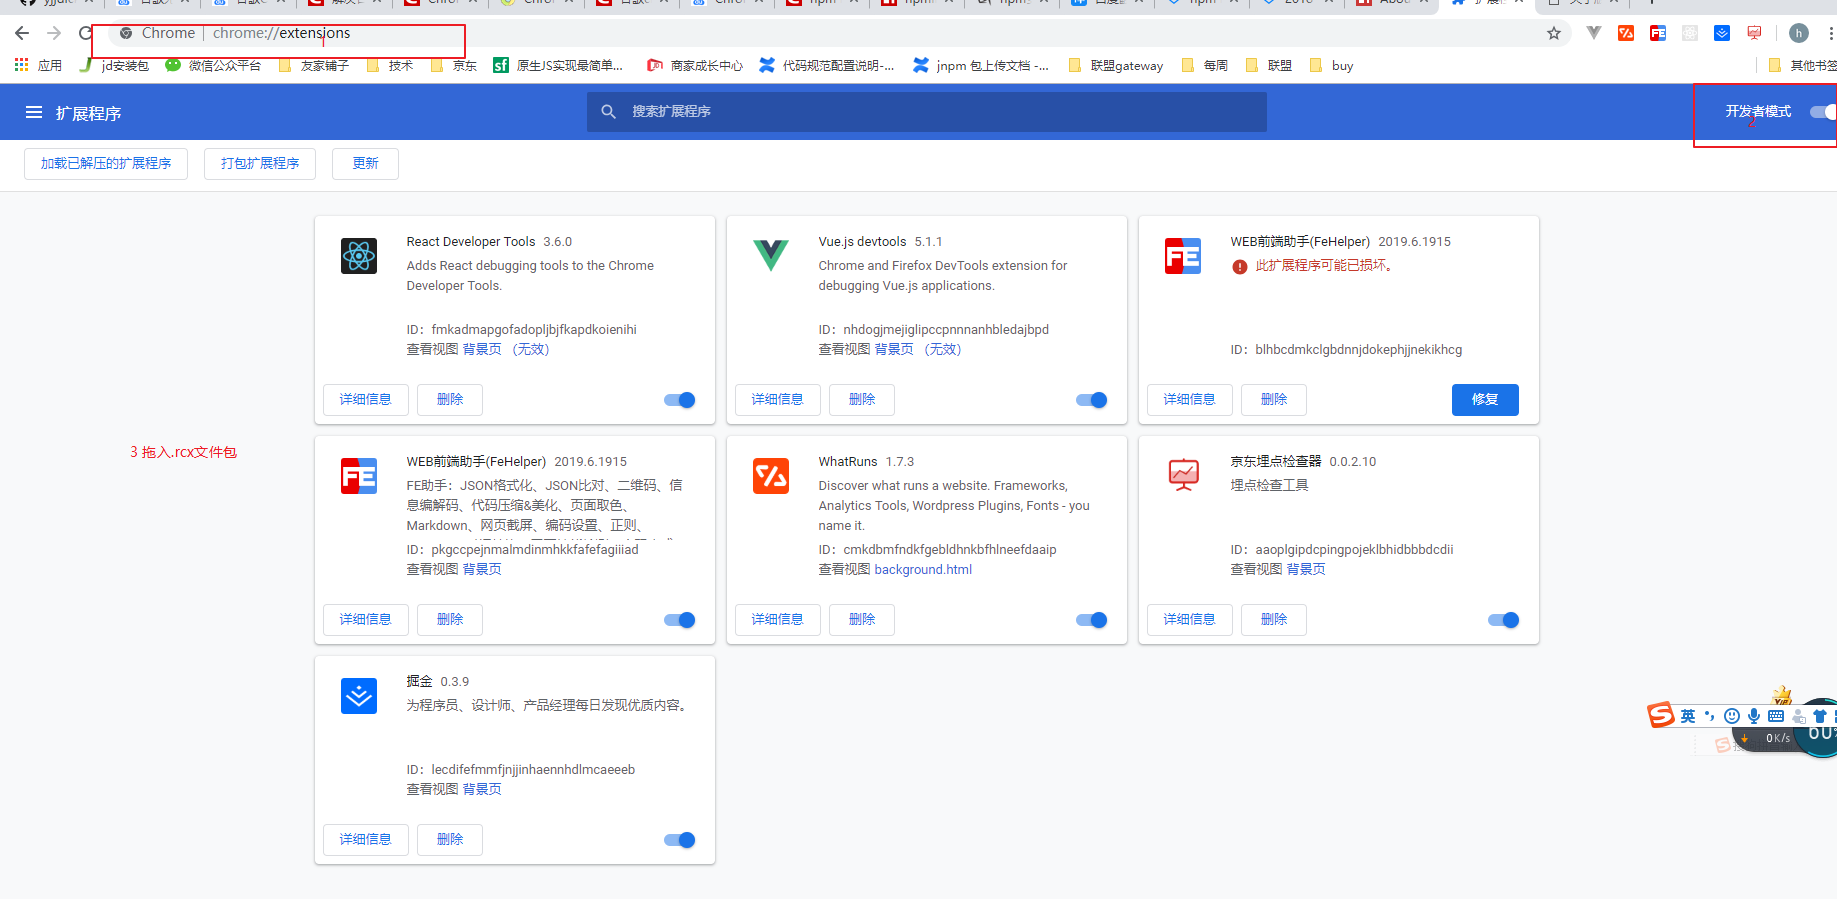 Chrome | chrome://extensions
1
应用 jd安装包 微信公众平台 友家铺子 技术 京东 原生JS实现最简单... 商家成长中心 代码规范配置说明-... jnpm 包上传文档 -... 联盟gateway 每周 联盟 buy 其他书签
扩展程序 搜索扩展程序 开发者模式
2
加载已解压的扩展程序 打包扩展程序 更新
React Developer Tools 3.6.0
Adds React debugging tools to the Chrome
Developer Tools.
ID：fmkadmapgofadopljbjfkapdkoienihi
查看视图 背景页 （无效）
详细信息 删除
Vue.js devtools 5.1.1
Chrome and Firefox DevTools extension for
debugging Vue.js applications.
ID：nhdogjmejiglipccpnnnanhbledajbpd
查看视图 背景页 （无效）
详细信息 删除
WEB前端助手(FeHelper) 2019.6.1915
此扩展程序可能已损坏。
ID：blhbcdmkclgbdnnjdokephjjnekikhcg
详细信息 删除 修复
3 拖入.rcx文件包
WEB前端助手(FeHelper) 2019.6.1915
FE助手：JSON格式化、JSON比对、二维码、信
息编解码、代码压缩&美化、页面取色、
Markdown、网页截屏、编码设置、正则、
ID：pkgccpejnmalmdinmhkkfafefagiiiad
查看视图 背景页
详细信息 删除
WhatRuns 1.7.3
Discover what runs a website. Frameworks,
Analytics Tools, Wordpress Plugins, Fonts - you
name it.
ID：cmkdbmfndkfgebldhnkbfhlneefdaaip
查看视图 background.html
详细信息 删除
京东埋点检查器 0.0.2.10
埋点检查工具
ID：aaoplgipdcpingpojeklbhidbbbdcdii
查看视图 背景页
详细信息 删除
掘金 0.3.9
为程序员、设计师、产品经理每日发现优质内容。
ID：lecdifefmmfjnjjinhaennhdlmcaeeeb
查看视图 背景页
详细信息 删除
英
0K/s 60%